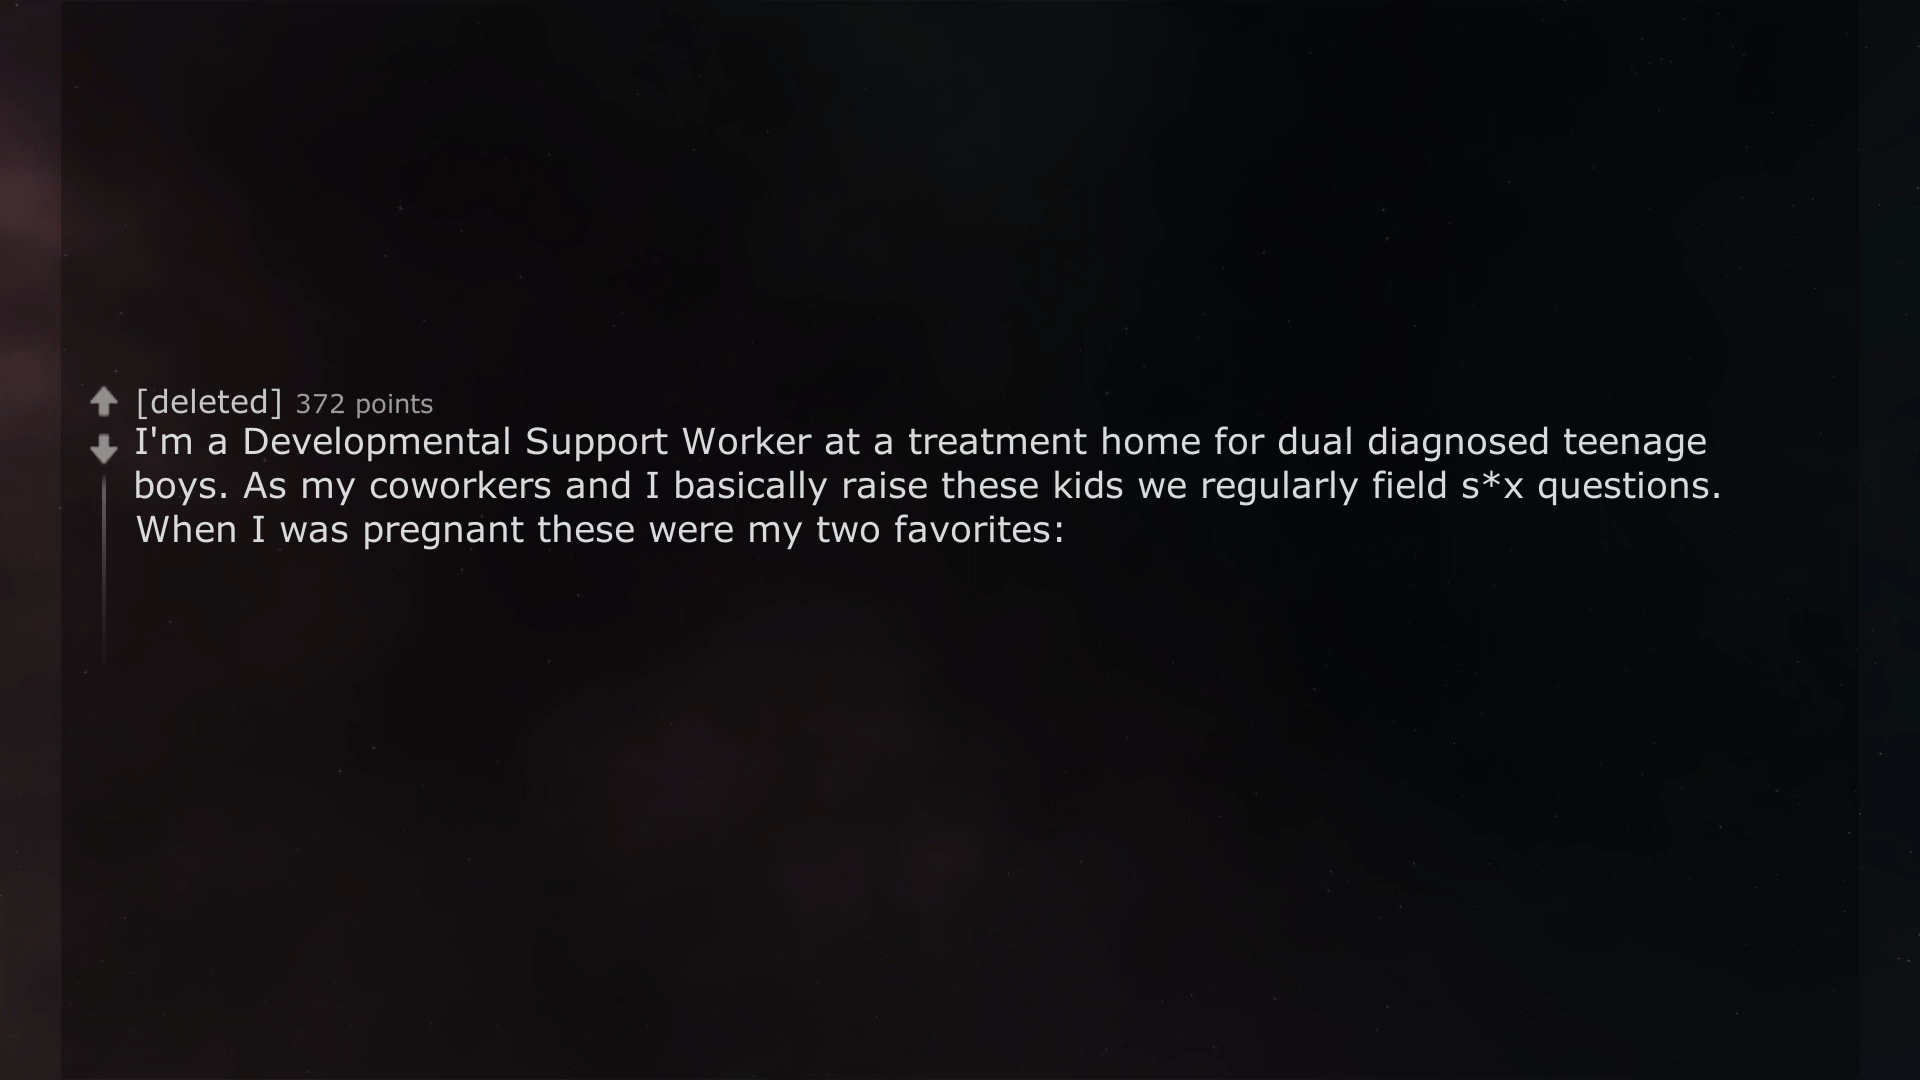 [deleted] 372 points
I'm a Developmental Support Worker at a treatment home for dual diagnosed teenage
boys. As my coworkers and I basically raise these kids we regularly field s*x questions.
When I was pregnant these were my two favorites: